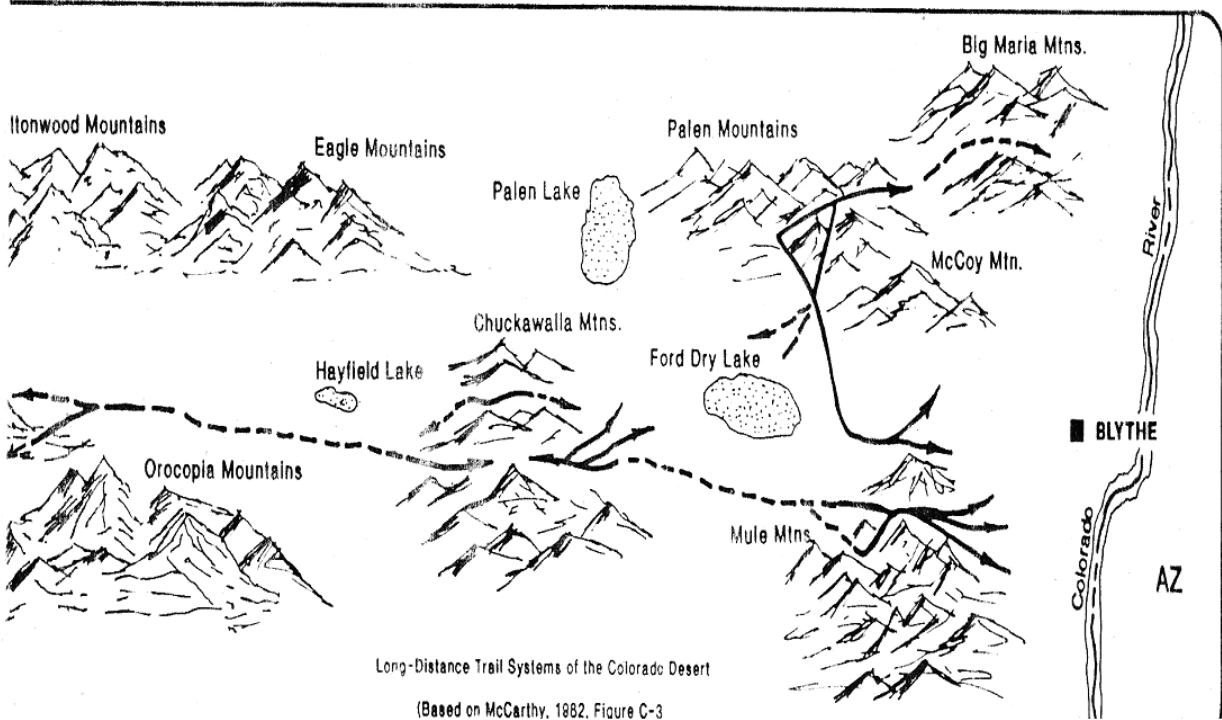 Big Maria Mtns.
ttonwood Mountains
Eagle Mountains
Palen Mountains
Palen Lake
River
McCoy Mtn.
Chuckawalla Mtns.
Hayfield Lake
Ford Dry Lake
BLYTHE
Orocopia Mountains
Mule Mtns.
Colorado
AZ
Long-Distance Trail Systems of the Colorado Desert
(Based on McCarthy, 1982, Figure C-3